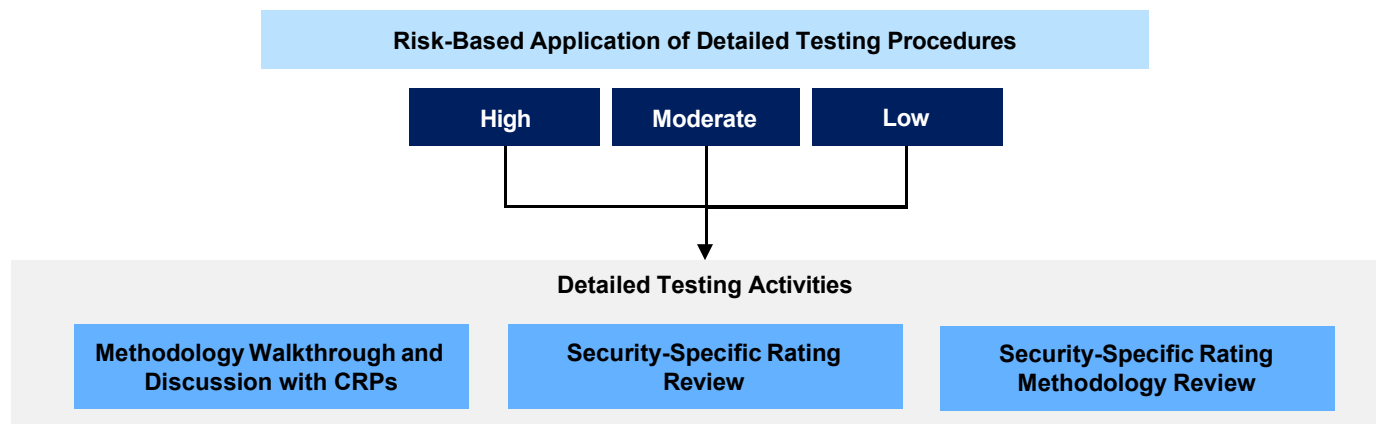 Risk-Based Application of Detailed Testing Procedures
High
Moderate
Low
Detailed Testing Activities
Methodology Walkthrough and
Discussion with CRPs
Security-Specific Rating
Review
Security-Specific Rating
Methodology Review